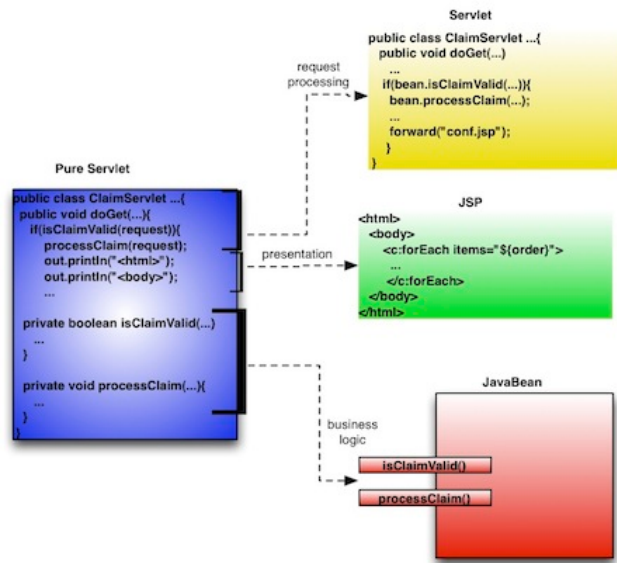 Servlet
public class ClaimServlet ...{
public void doGet(...)
...
if(bean.isClaimValid(...)){
bean.processClaim(...);
...
forward("conf.jsp");
}
}
request
processing
Pure Servlet
public class ClaimServlet ...{
public void doGet(...){
if(isClaimValid(request)){
processClaim(request);
out.println("<html>");
out.println("<body>");
...
private boolean isClaimValid(...)
...
}
private void processClaim(...){
...
}
}
presentation
JSP
<html>
<body>
<c:forEach items="${order}">
...
</c:forEach>
</body>
</html>
business
logic
JavaBean
isClaimValid()
processClaim()